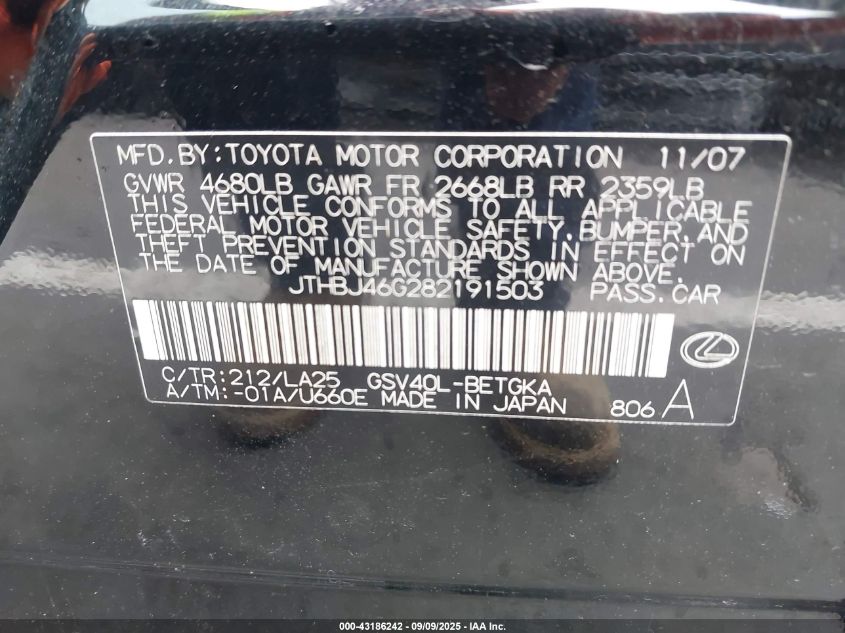 MFD. BY: TOYOTA MOTOR CORPORATION 11/07
GVWR 4680LB GAWR FR 2668LB RR 2359LB
THIS VEHICLE CONFORMS TO ALL APPLICABLE
FEDERAL MOTOR VEHICLE SAFETY, BUMPER, AND
THEFT PREVENTION STANDARDS IN EFFECT ON
THE DATE OF MANUFACTURE SHOWN ABOVE.
JTHBJ46G282191503 PASS. CAR
C/TR: 212/LA25 GSV40L-BETGKA
A/TM: -01A/U660E MADE IN JAPAN 806 A
000-43186242 - 09/09/2025 - IAA Inc.